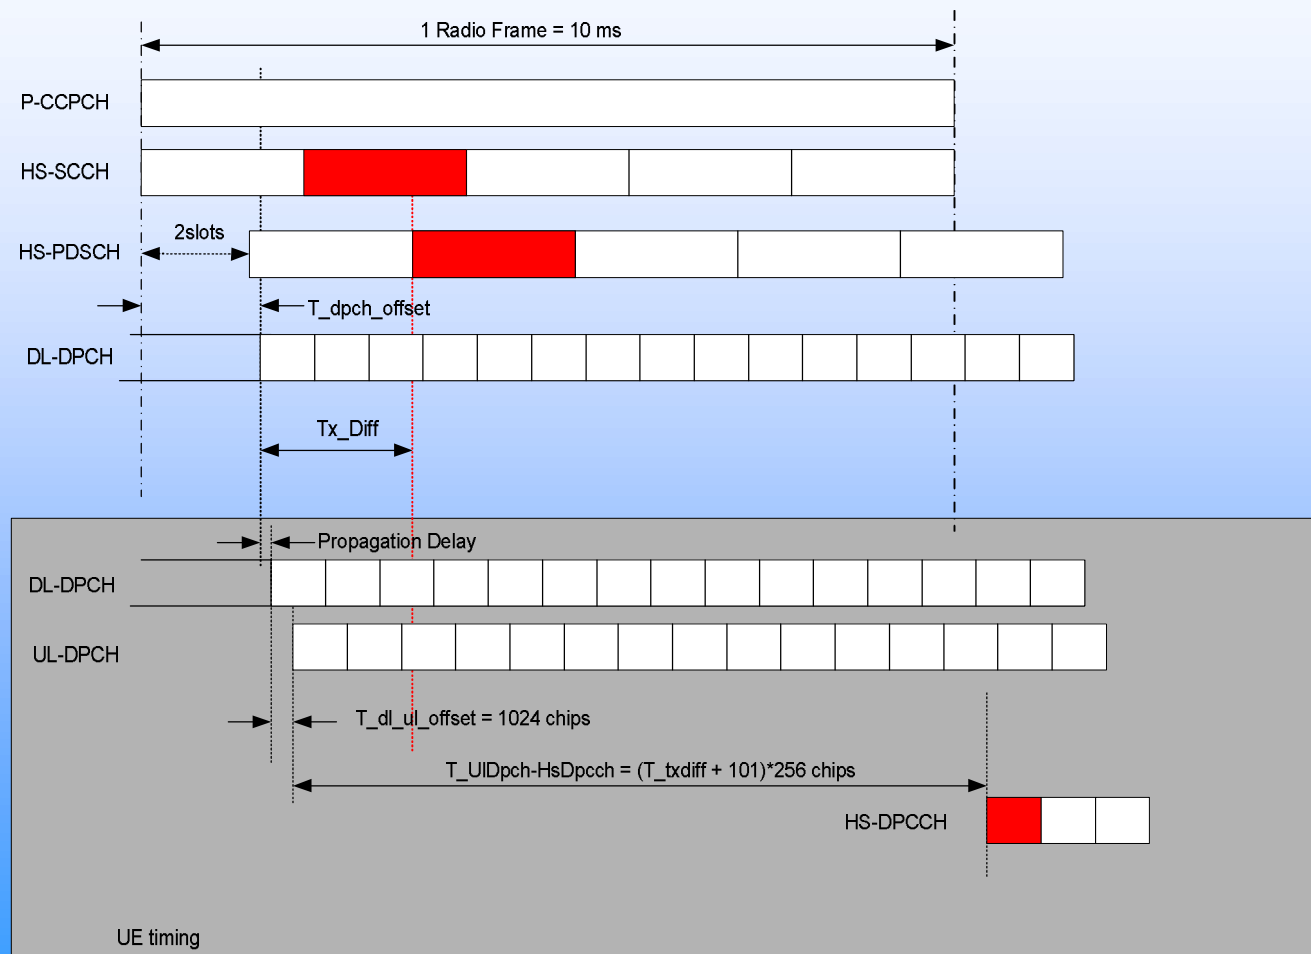 1 Radio Frame = 10 ms
P-CCPCH
HS-SCCH
2slots
HS-PDSCH
T_dpch_offset
DL-DPCH
Tx_Diff
Propagation Delay
DL-DPCH
UL-DPCH
T_dl_ul_offset = 1024 chips
T_UlDpch-HsDpcch = (T_txdiff + 101)*256 chips
HS-DPCCH
UE timing